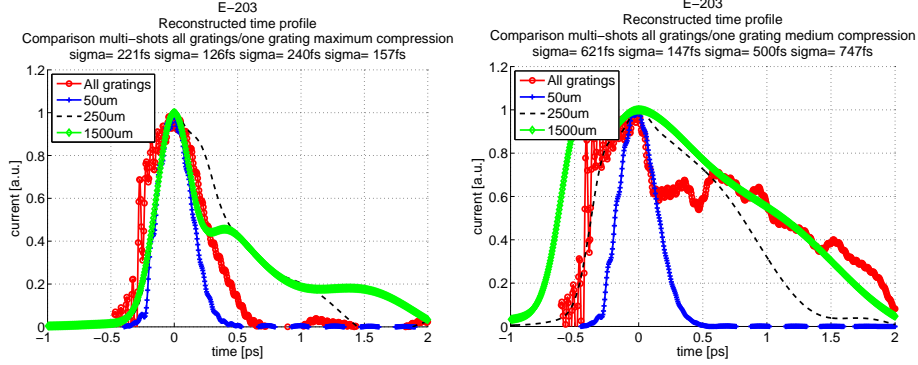 E-203
Reconstructed time profile
Comparison multi-shots all gratings/one grating maximum compression
sigma= 221fs sigma= 126fs sigma= 240fs sigma= 157fs
1.2
1
0.8
0.6
0.4
0.2
0
current [a.u.]
All gratings
50um
250um
1500um
−1 −0.5 0 0.5 1 1.5 2
time [ps]
E-203
Reconstructed time profile
Comparison multi-shots all gratings/one grating medium compression
sigma= 621fs sigma= 147fs sigma= 500fs sigma= 747fs
1.2
1
0.8
0.6
0.4
0.2
0
current [a.u.]
All gratings
50um
250um
1500um
−1 −0.5 0 0.5 1 1.5 2
time [ps]